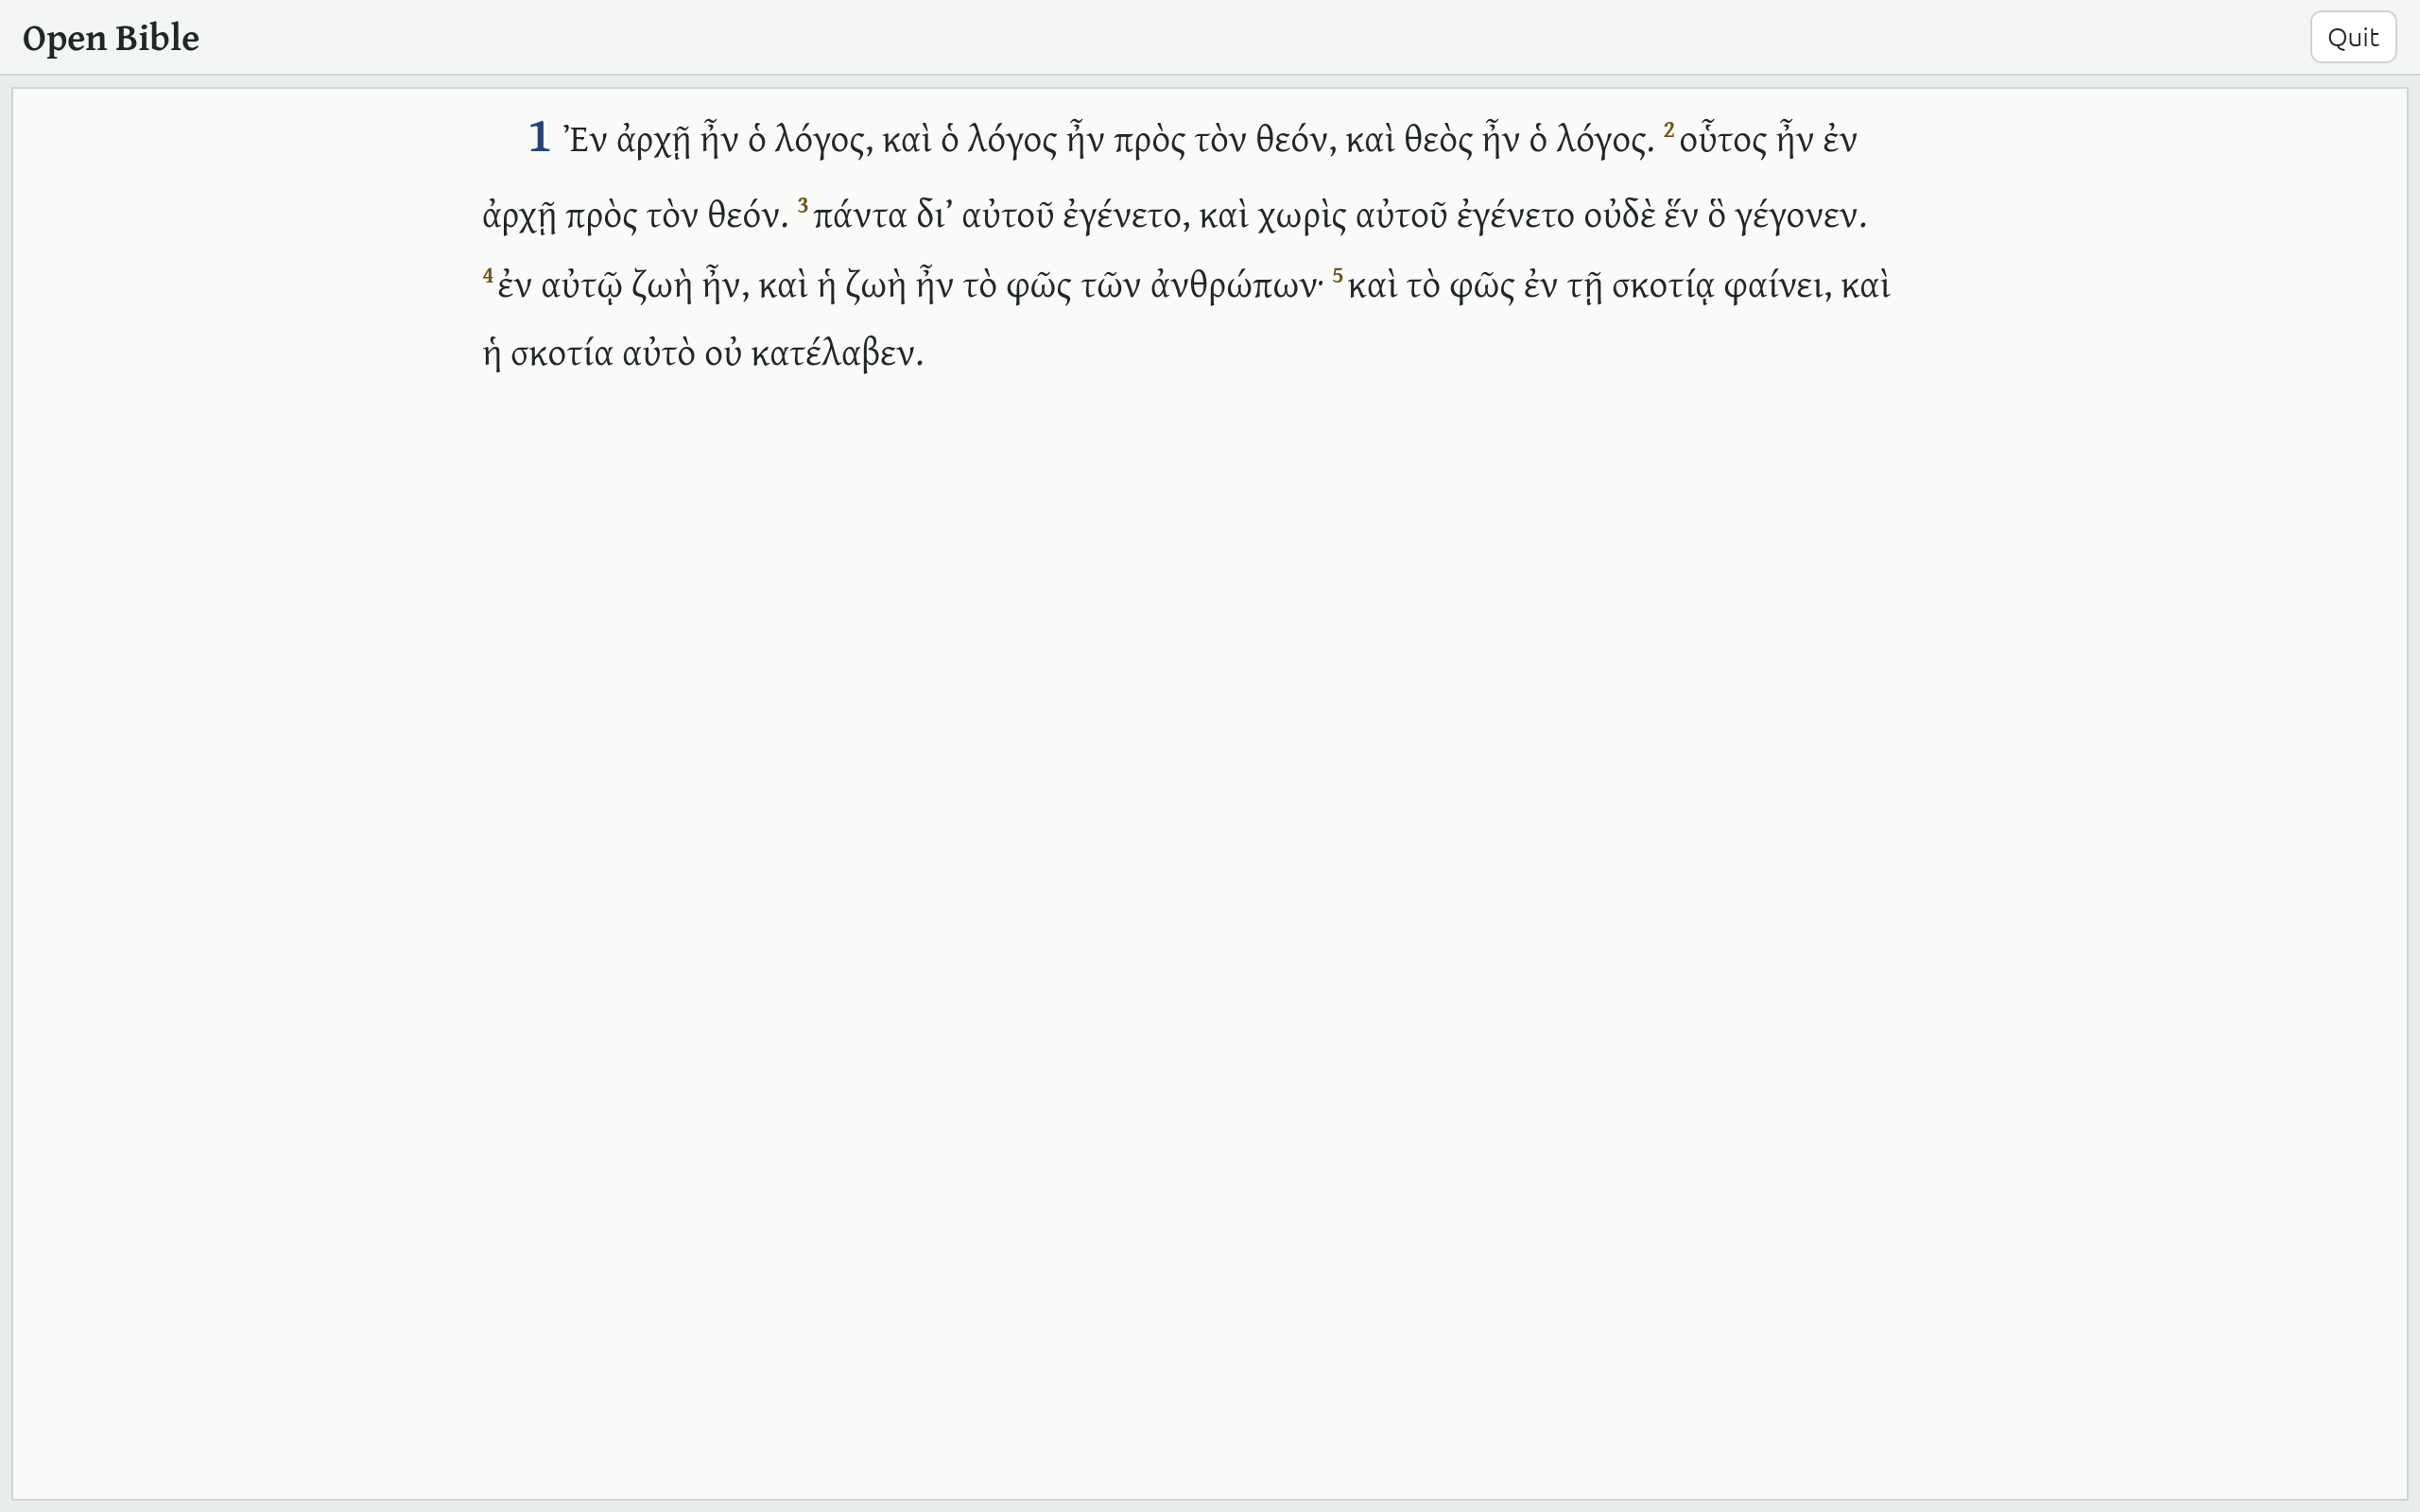 Open Bible
Quit
1 Ἐν ἀρχῇ ἦν ὁ λόγος, καὶ ὁ λόγος ἦν πρὸς τὸν θεόν, καὶ θεὸς ἦν ὁ λόγος. 2 οὗτος ἦν ἐν
ἀρχῇ πρὸς τὸν θεόν. 3 πάντα δι’ αὐτοῦ ἐγένετο, καὶ χωρὶς αὐτοῦ ἐγένετο οὐδὲ ἕν ὃ γέγονεν.
4 ἐν αὐτῷ ζωὴ ἦν, καὶ ἡ ζωὴ ἦν τὸ φῶς τῶν ἀνθρώπων· 5 καὶ τὸ φῶς ἐν τῇ σκοτίᾳ φαίνει, καὶ
ἡ σκοτία αὐτὸ οὐ κατέλαβεν.